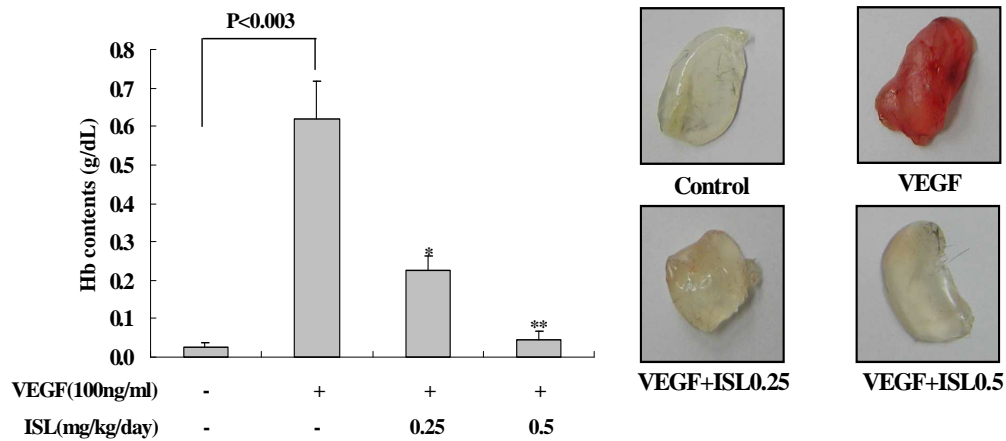 P<0.003
Hb contents (g/dL)
0.8
0.7
0.6
0.5
0.4
0.3
0.2
0.1
0.0
*
**
VEGF(100ng/ml) - + + +
ISL(mg/kg/day) - - 0.25 0.5
Control VEGF
VEGF+ISL0.25 VEGF+ISL0.5